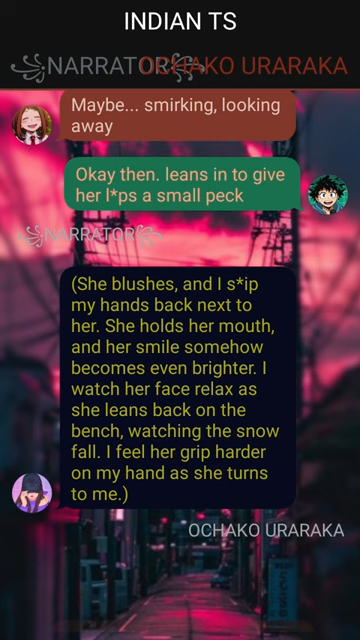 INDIAN TS
꧁NARRATOR꧂
OCHAKO URARAKA
Maybe... smirking, looking
away
Okay then. leans in to give
her l*ps a small peck
꧁NARRATOR꧂
(She blushes, and I s*ip
my hands back next to
her. She holds her mouth,
and her smile somehow
becomes even brighter. I
watch her face relax as
she leans back on the
bench, watching the snow
fall. I feel her grip harder
on my hand as she turns
to me.)
OCHAKO URARAKA